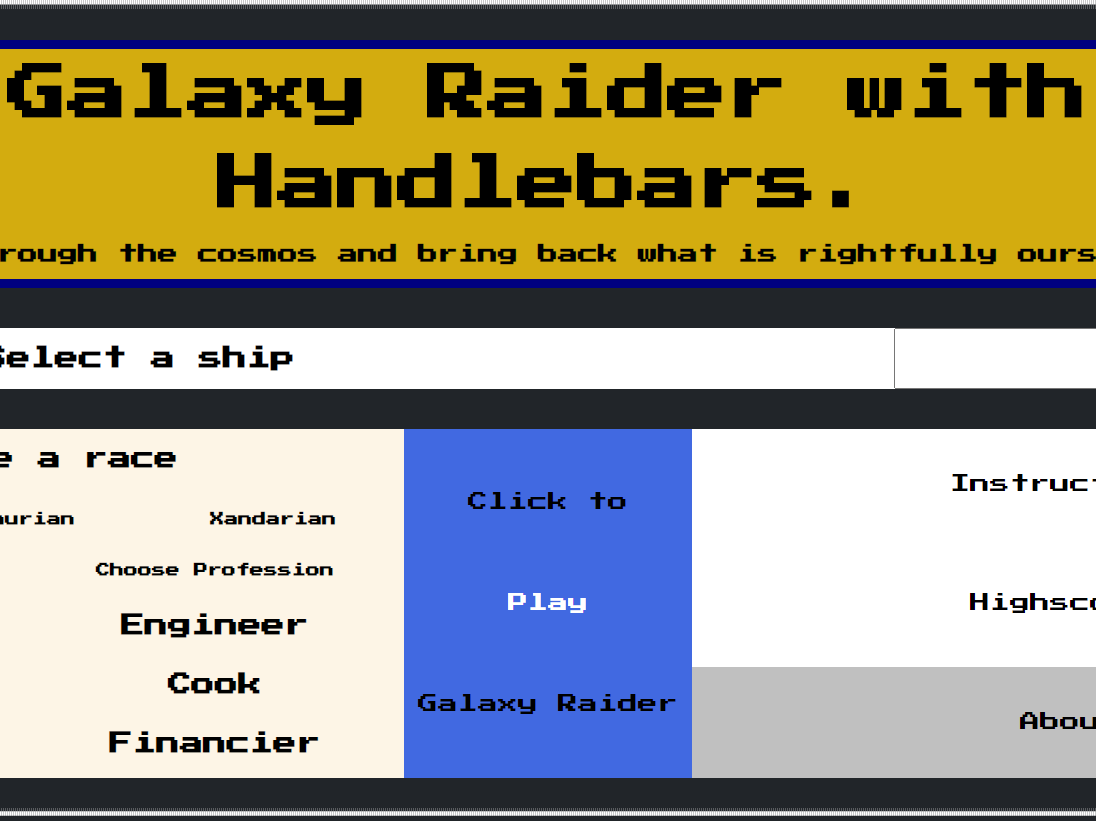 Galaxy Raider with
Handlebars.
rough the cosmos and bring back what is rightfully ours
Select a ship
e a race
urian Xandarian
Choose Profession
Engineer
Cook
Financier
Click to
Play
Galaxy Raider
Instruct
Highsco
Abou